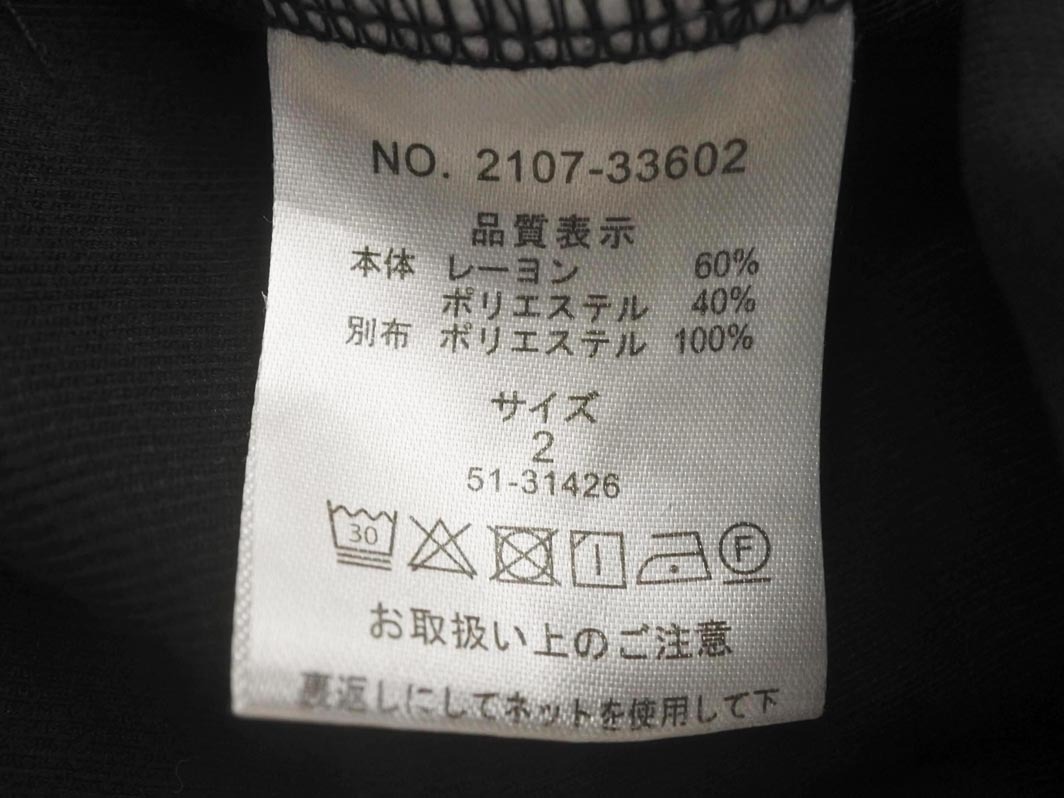 NO. 2107-33602
品質表示
本体 レーヨン 60%
ポリエステル 40%
別布 ポリエステル 100%
サイズ
2
51-31426
30 F
お取扱い上のご注意
裏返しにしてネットを使用して下